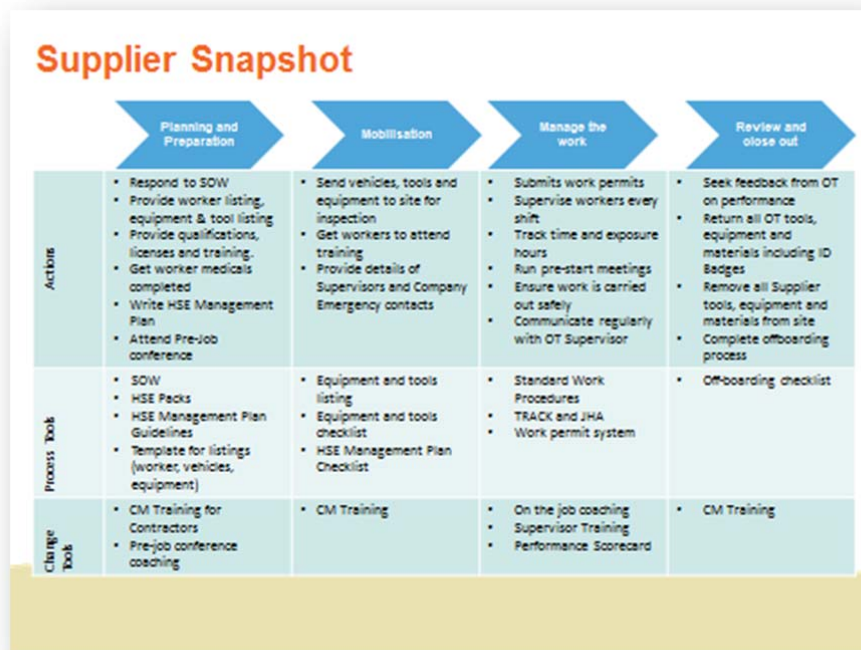 Supplier Snapshot
Planning and
Preparation
Mobilisation
Manage the
work
Review and
close out
Actions
• Respond to SOW
• Provide worker listing,
equipment & tool listing
• Provide qualifications,
licenses and training.
• Get worker medicals
completed
• Write HSE Management
Plan
• Attend Pre-Job
conference
• Send vehicles, tools and
equipment to site for
inspection
• Get workers to attend
training
• Provide details of
Supervisors and Company
Emergency contacts
• Submits work permits
• Supervise workers every
shift
• Track time and exposure
hours
• Run pre-start meetings
• Ensure work is carried
out safely
• Communicate regularly
with OT Supervisor
• Seek feedback from OT
on performance
• Return all OT tools,
equipment and
materials including ID
Badges
• Remove all Supplier
tools, equipment and
materials from site
• Complete offboarding
process
Process Tools
• SOW
• HSE Packs
• HSE Management Plan
Guidelines
• Template for listings
(worker, vehicles,
equipment)
• Equipment and tools
listing
• Equipment and tools
checklist
• HSE Management Plan
Checklist
• Standard Work
Procedures
• TRACK and JHA
• Work permit system
• Off-boarding checklist
Change
Tools
• CM Training for
Contractors
• Pre-job conference
coaching
• CM Training
• On the job coaching
• Supervisor Training
• Performance Scorecard
• CM Training